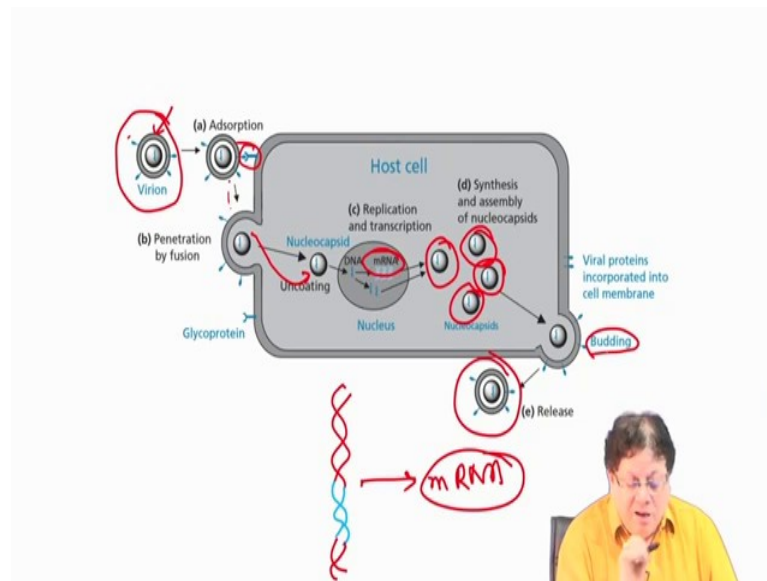 (a) Adsorption
Virion
Host cell
(d) Synthesis
and assembly
of nucleocapsids
(c) Replication
and transcription
(b) Penetration
by fusion
Nucleocapsid
DNA mRNA
Uncoating
Viral proteins
incorporated into
cell membrane
Nucleus
Nucleocapsids
Glycoprotein
Budding
(e) Release
mRNA